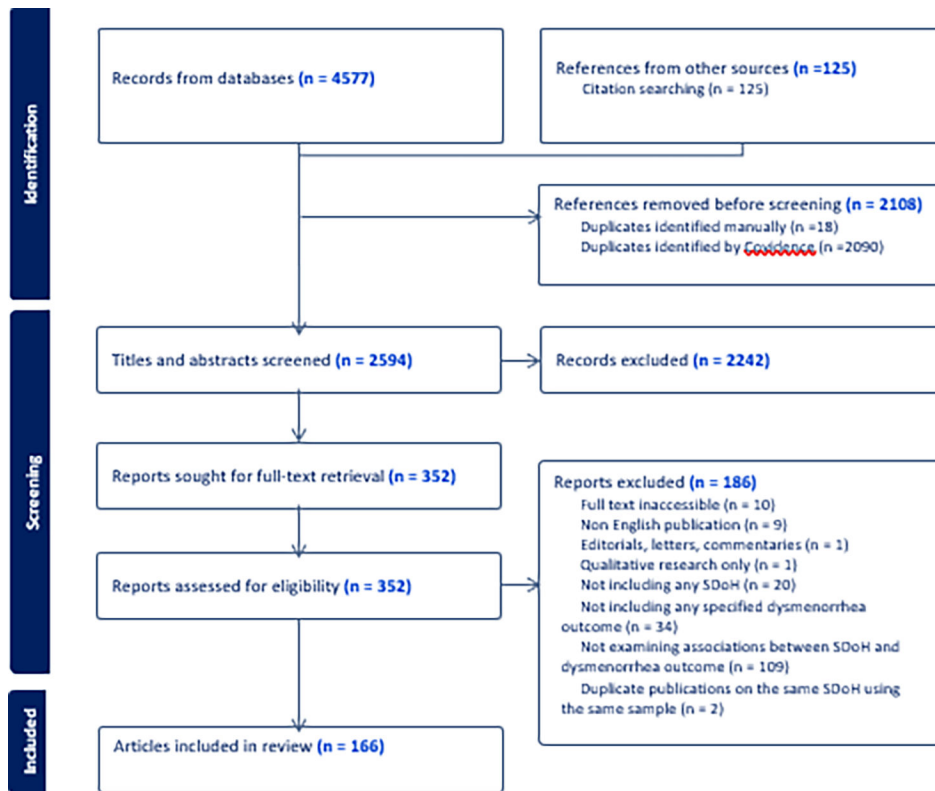 Identification
Records from databases (n = 4577)
References from other sources (n =125)
Citation searching (n = 125)
References removed before screening (n = 2108)
Duplicates identified manually (n =18)
Duplicates identified by Covidence (n =2090)
Screening
Titles and abstracts screened (n = 2594)
Records excluded (n = 2242)
Reports sought for full-text retrieval (n = 352)
Reports assessed for eligibility (n = 352)
Reports excluded (n = 186)
Full text inaccessible (n = 10)
Non English publication (n = 9)
Editorials, letters, commentaries (n = 1)
Qualitative research only (n = 1)
Not including any SDoH (n = 20)
Not including any specified dysmenorrhea
outcome (n = 34)
Not examining associations between SDoH and
dysmenorrhea outcome (n = 109)
Duplicate publications on the same SDoH using
the same sample (n = 2)
Included
Articles included in review (n = 166)